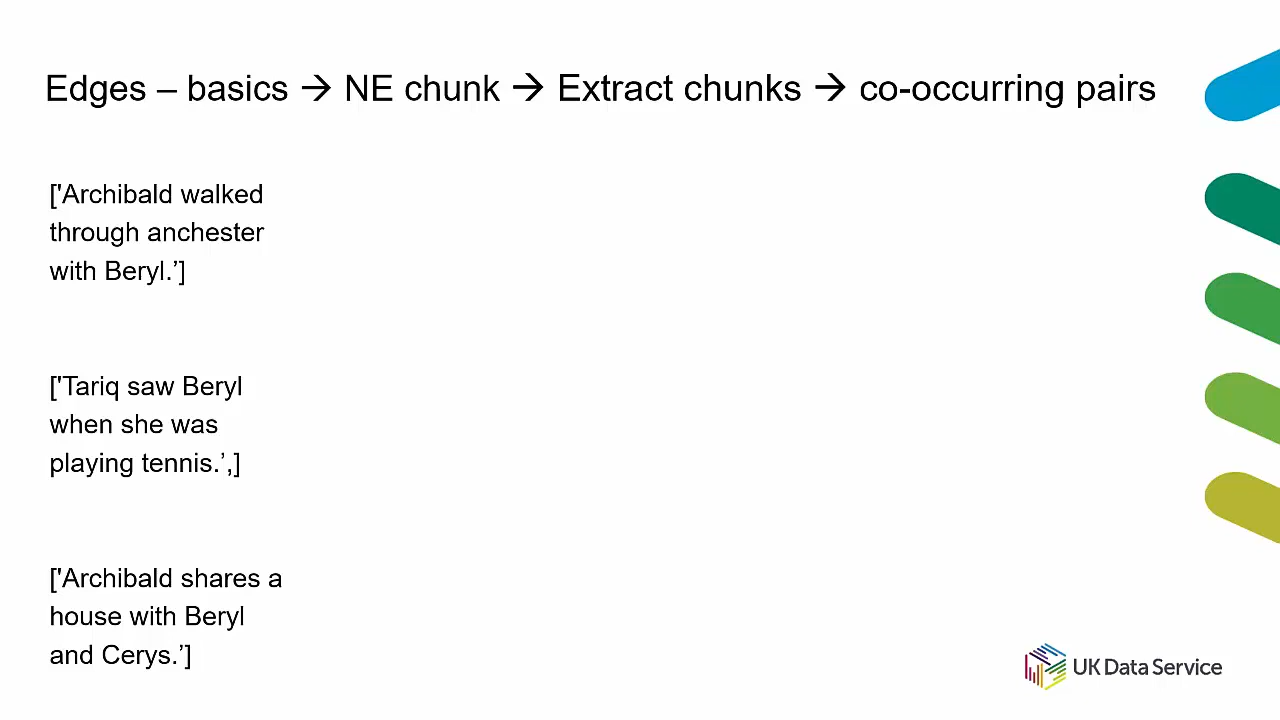 Edges – basics → NE chunk → Extract chunks → co-occurring pairs
['Archibald walked
through anchester
with Beryl.’]
['Tariq saw Beryl
when she was
playing tennis.’,]
['Archibald shares a
house with Beryl
and Cerys.’]
UK Data Service